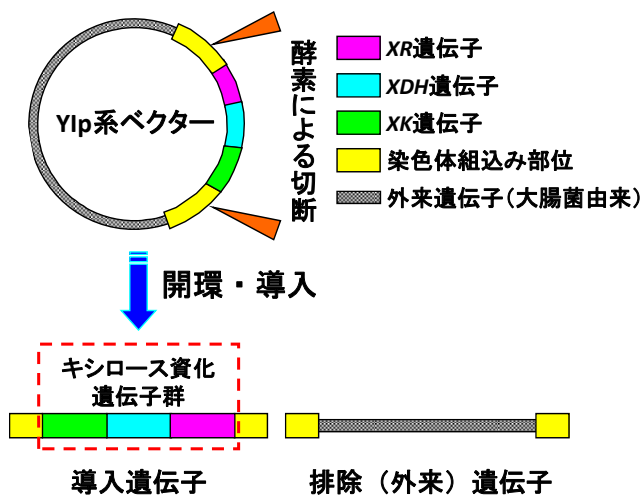 YIp系ベクター
酵素による切断
XR遺伝子
XDH遺伝子
XK遺伝子
染色体組込み部位
外来遺伝子(大腸菌由来)
開環・導入
キシロース資化
遺伝子群
導入遺伝子
排除（外来）遺伝子